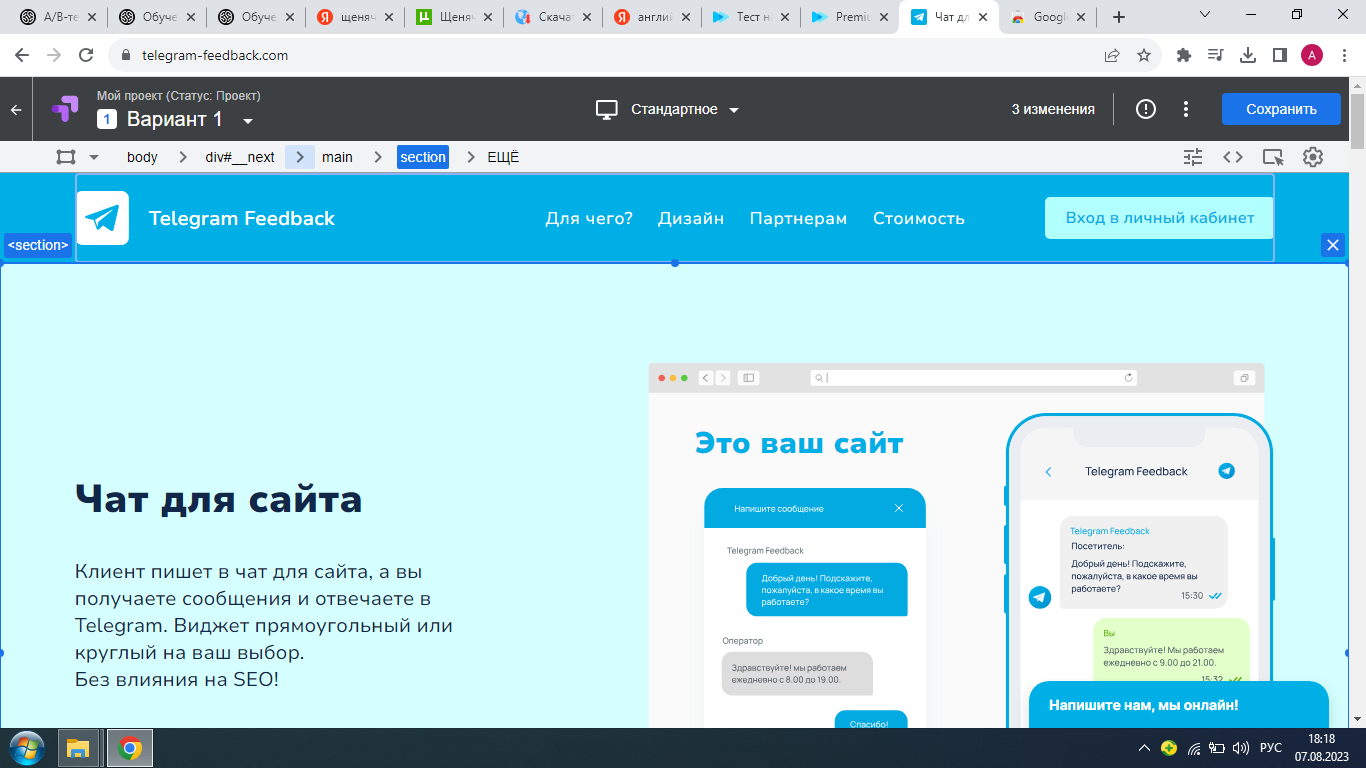 A/B-те
Обуче
Обуче
щеняч
Щеняч
Скача
англий
Тест н
Premiu
Чат дл
Google
telegram-feedback.com
A
Мой проект (Статус: Проект)
1 Вариант 1
Стандартное
3 изменения
Сохранить
body
div#__next
main
section
ЕЩЁ
Telegram Feedback
Для чего?
Дизайн
Партнерам
Стоимость
Вход в личный кабинет
<section>
Чат для сайта
Клиент пишет в чат для сайта, а вы
получаете сообщения и отвечаете в
Telegram. Виджет прямоугольный или
круглый на ваш выбор.
Без влияния на SEO!
Это ваш сайт
Напишите сообщение
Telegram Feedback
Добрый день! Подскажите,
пожалуйста, в какое время вы
работаете?
Оператор
Здравствуйте! мы работаем
ежедневно с 8.00 до 19.00.
Спасибо!
Telegram Feedback
Telegram Feedback
Посетитель:
Добрый день! Подскажите,
пожалуйста, в какое время вы
работаете?
15:30
Вы
Здравствуйте! Мы работаем
ежедневно с 9.00 до 21.00.
15:32
Напишите нам, мы онлайн!
РУС
18:18
07.08.2023